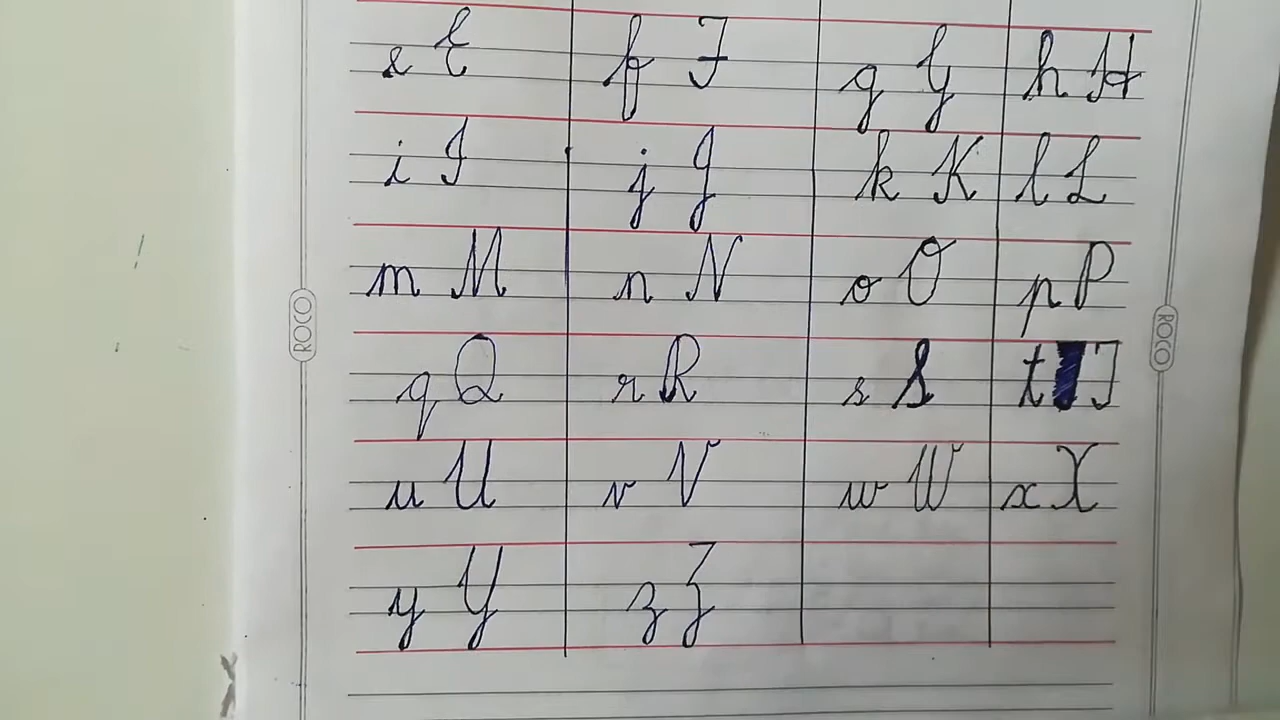 e E f F g G h H
i I j J k K l L
m M n N o O p P
q Q r R s S t T
u U v V w W x X
y Y z Z
ROCO
ROCO